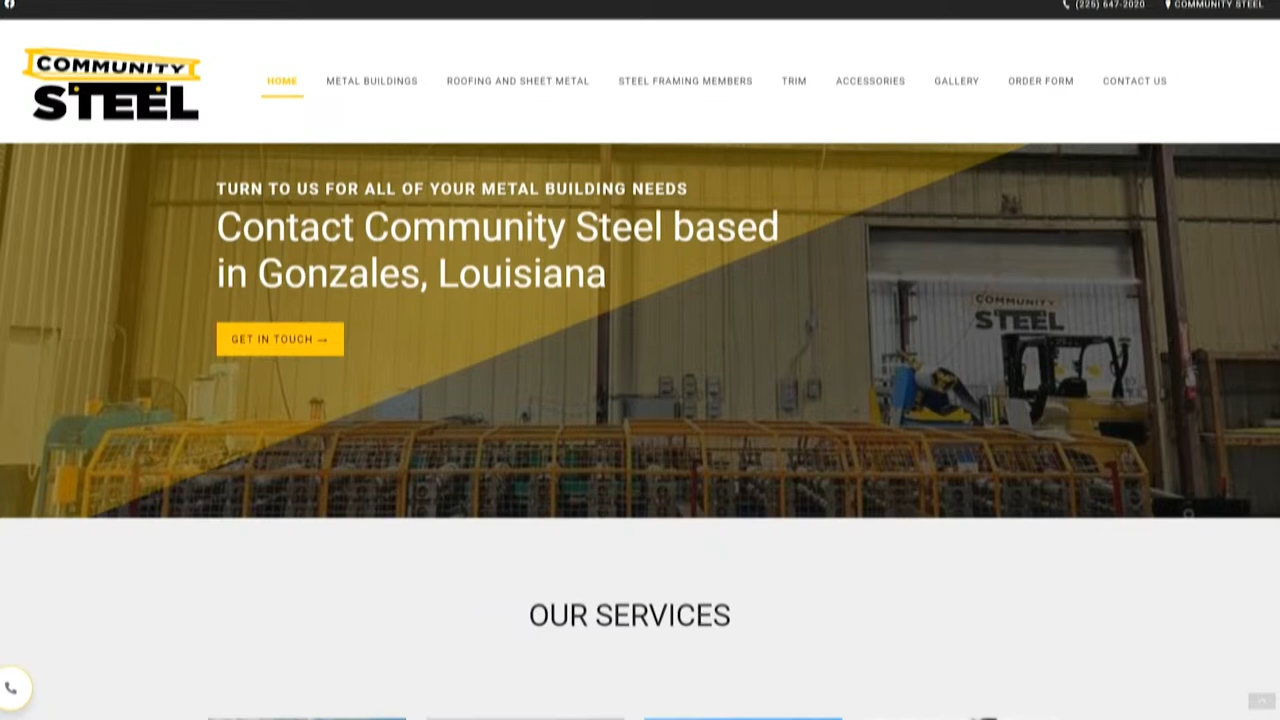 (225) 647-2020 COMMUNITY STEEL
COMMUNITY
STEEL
HOME METAL BUILDINGS ROOFING AND SHEET METAL STEEL FRAMING MEMBERS TRIM ACCESSORIES GALLERY ORDER FORM CONTACT US
TURN TO US FOR ALL OF YOUR METAL BUILDING NEEDS
Contact Community Steel based
in Gonzales, Louisiana
GET IN TOUCH →
COMMUNITY
STEEL
OUR SERVICES